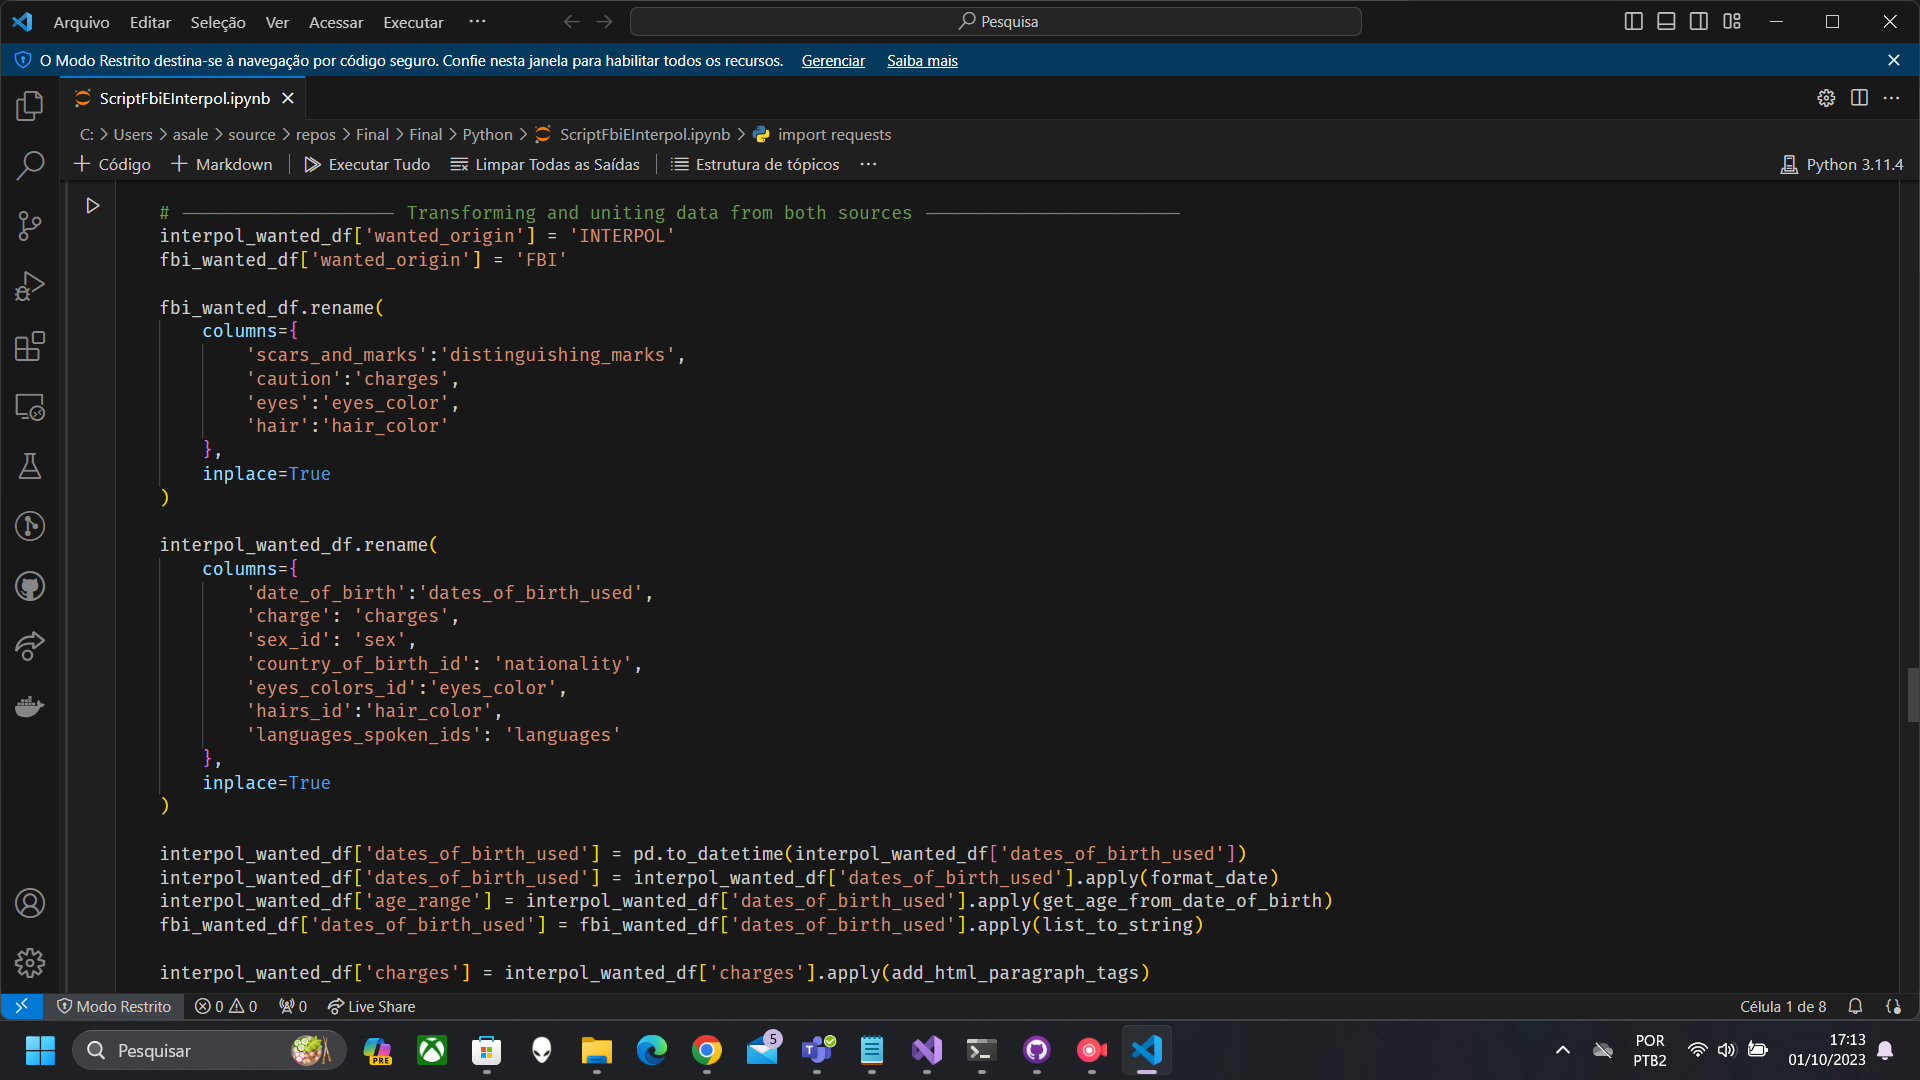 Arquivo Editar Seleção Ver Acessar Executar ··· Pesquisa
O Modo Restrito destina-se à navegação por código seguro. Confie nesta janela para habilitar todos os recursos. Gerenciar Saiba mais
ScriptFbiEInterpol.ipynb
C: > Users > asale > source > repos > Final > Final > Python > ScriptFbiEInterpol.ipynb > import requests
+ Código + Markdown Executar Tudo Limpar Todas as Saídas Estrutura de tópicos ··· Python 3.11.4
# ———————————— Transforming and uniting data from both sources ————————————
interpol_wanted_df['wanted_origin'] = 'INTERPOL'
fbi_wanted_df['wanted_origin'] = 'FBI'
fbi_wanted_df.rename(
columns={
'scars_and_marks':'distinguishing_marks',
'caution':'charges',
'eyes':'eyes_color',
'hair':'hair_color'
},
inplace=True
)
interpol_wanted_df.rename(
columns={
'date_of_birth':'dates_of_birth_used',
'charge': 'charges',
'sex_id': 'sex',
'country_of_birth_id': 'nationality',
'eyes_colors_id':'eyes_color',
'hairs_id':'hair_color',
'languages_spoken_ids': 'languages'
},
inplace=True
)
interpol_wanted_df['dates_of_birth_used'] = pd.to_datetime(interpol_wanted_df['dates_of_birth_used'])
interpol_wanted_df['dates_of_birth_used'] = interpol_wanted_df['dates_of_birth_used'].apply(format_date)
interpol_wanted_df['age_range'] = interpol_wanted_df['dates_of_birth_used'].apply(get_age_from_date_of_birth)
fbi_wanted_df['dates_of_birth_used'] = fbi_wanted_df['dates_of_birth_used'].apply(list_to_string)
interpol_wanted_df['charges'] = interpol_wanted_df['charges'].apply(add_html_paragraph_tags)
Modo Restrito 0 0 0 Live Share Célula 1 de 8
Pesquisar PRE 5 POR 17:13
PTB2 01/10/2023